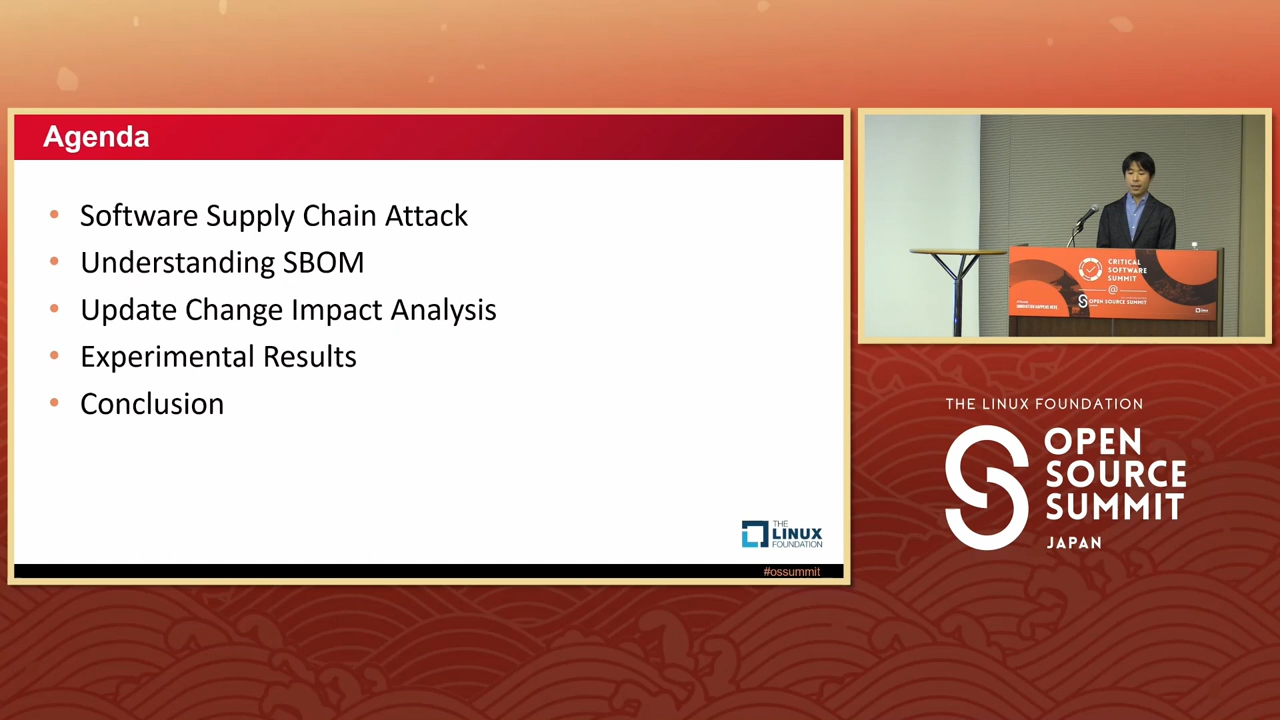 Agenda
• Software Supply Chain Attack
• Understanding SBOM
• Update Change Impact Analysis
• Experimental Results
• Conclusion
THE
LINUX
FOUNDATION
#ossummit
CRITICAL
SOFTWARE
SUMMIT
@
OPEN SOURCE SUMMIT
THE LINUX FOUNDATION
OPEN
SOURCE
SUMMIT
JAPAN